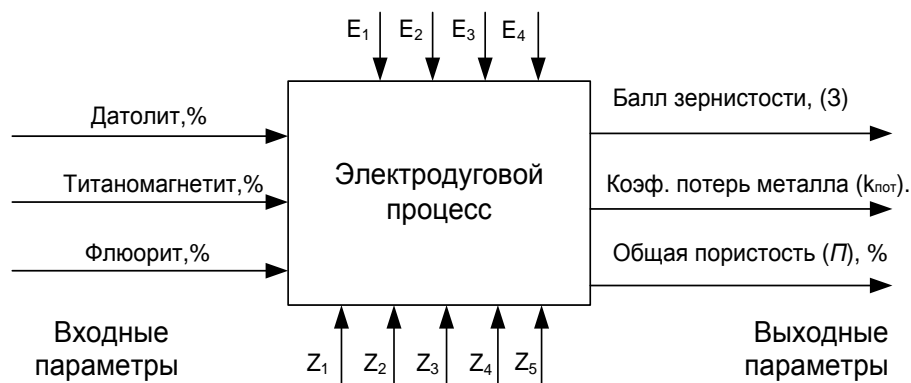 E1 E2 E3 E4
Датолит,%
Титаномагнетит,%
Флюорит,%
Электродуговой
процесс
Балл зернистости, (З)
Коэф. потерь металла (kпот).
Общая пористость (П), %
Входные
параметры
Z1 Z2 Z3 Z4 Z5
Выходные
параметры